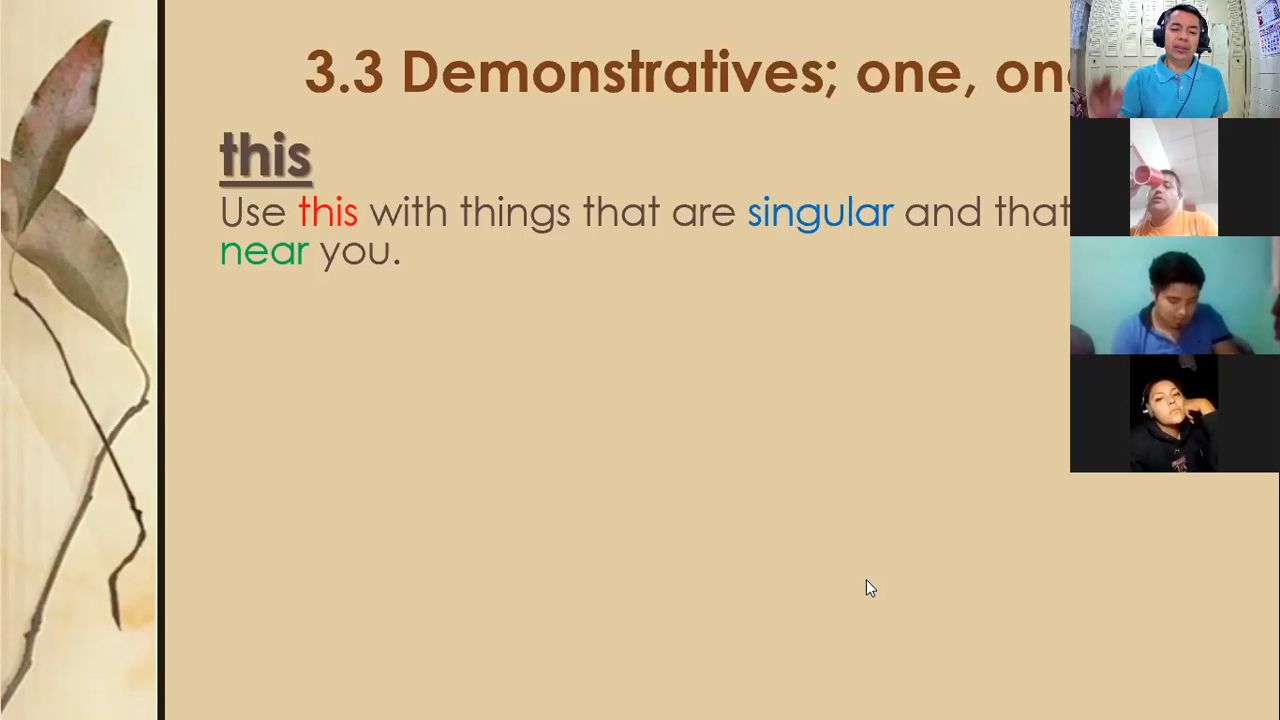 3.3 Demonstratives; one,
this
Use this with things that are singular and that
near you.